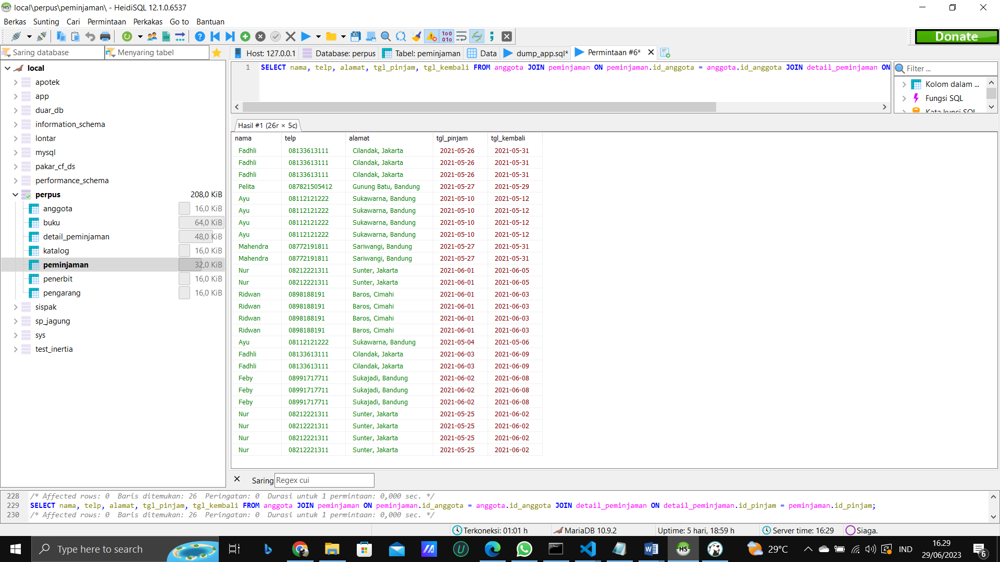 local\perpus\peminjaman\ - HeidiSQL 12.1.0.6537
Berkas Sunting Cari Permintaan Perkakas Go to Bantuan
Donate
Saring database Menyaring tabel
Host: 127.0.0.1 Database: perpus Tabel: peminjaman Data dump_app.sql* Permintaan #6*
local
apotek
app
duar_db
information_schema
lontar
mysql
pakar_cf_ds
performance_schema
perpus 208,0 KiB
anggota 16,0 KiB
buku 64,0 KiB
detail_peminjaman 48,0 KiB
katalog 16,0 KiB
peminjaman 32,0 KiB
penerbit 16,0 KiB
pengarang 16,0 KiB
sispak
sp_jagung
sys
test_inertia
1 SELECT nama, telp, alamat, tgl_pinjam, tgl_kembali FROM anggota JOIN peminjaman ON peminjaman.id_anggota = anggota.id_anggota JOIN detail_peminjaman ON
Filter ...
Kolom dalam ...
Fungsi SQL
Kata kunci SQL
Hasil #1 (26r × 5c)
nama telp alamat tgl_pinjam tgl_kembali
Fadhli 08133613111 Cilandak, Jakarta 2021-05-26 2021-05-31
Fadhli 08133613111 Cilandak, Jakarta 2021-05-26 2021-05-31
Fadhli 08133613111 Cilandak, Jakarta 2021-05-26 2021-05-31
Pelita 087821505412 Gunung Batu, Bandung 2021-05-27 2021-05-29
Ayu 08112121222 Sukawarna, Bandung 2021-05-10 2021-05-12
Ayu 08112121222 Sukawarna, Bandung 2021-05-10 2021-05-12
Ayu 08112121222 Sukawarna, Bandung 2021-05-10 2021-05-12
Ayu 08112121222 Sukawarna, Bandung 2021-05-10 2021-05-12
Mahendra 08772191811 Sariwangi, Bandung 2021-05-27 2021-05-31
Mahendra 08772191811 Sariwangi, Bandung 2021-05-27 2021-05-31
Nur 08212221311 Sunter, Jakarta 2021-06-01 2021-06-05
Nur 08212221311 Sunter, Jakarta 2021-06-01 2021-06-05
Ridwan 0898188191 Baros, Cimahi 2021-06-01 2021-06-03
Ridwan 0898188191 Baros, Cimahi 2021-06-01 2021-06-03
Ridwan 0898188191 Baros, Cimahi 2021-06-01 2021-06-03
Ridwan 0898188191 Baros, Cimahi 2021-06-01 2021-06-03
Ayu 08112121222 Sukawarna, Bandung 2021-05-04 2021-05-06
Fadhli 08133613111 Cilandak, Jakarta 2021-06-03 2021-06-09
Fadhli 08133613111 Cilandak, Jakarta 2021-06-03 2021-06-09
Feby 08991717711 Sukajadi, Bandung 2021-06-02 2021-06-08
Feby 08991717711 Sukajadi, Bandung 2021-06-02 2021-06-08
Feby 08991717711 Sukajadi, Bandung 2021-06-02 2021-06-08
Nur 08212221311 Sunter, Jakarta 2021-05-25 2021-06-02
Nur 08212221311 Sunter, Jakarta 2021-05-25 2021-06-02
Nur 08212221311 Sunter, Jakarta 2021-05-25 2021-06-02
Nur 08212221311 Sunter, Jakarta 2021-05-25 2021-06-02
Saring Regex cui
228 /* Affected rows: 0 Baris ditemukan: 26 Peringatan: 0 Durasi untuk 1 permintaan: 0,000 sec. */
229 SELECT nama, telp, alamat, tgl_pinjam, tgl_kembali FROM anggota JOIN peminjaman ON peminjaman.id_anggota = anggota.id_anggota JOIN detail_peminjaman ON detail_peminjaman.id_pinjam = peminjaman.id_pinjam;
230 /* Affected rows: 0 Baris ditemukan: 26 Peringatan: 0 Durasi untuk 1 permintaan: 0,000 sec. */
Terkoneksi: 01:01 h MariaDB 10.9.2 Uptime: 5 hari, 18:59 h Server time: 16:29 Siaga.
Type here to search 29°C IND 16.29
29/06/2023 6